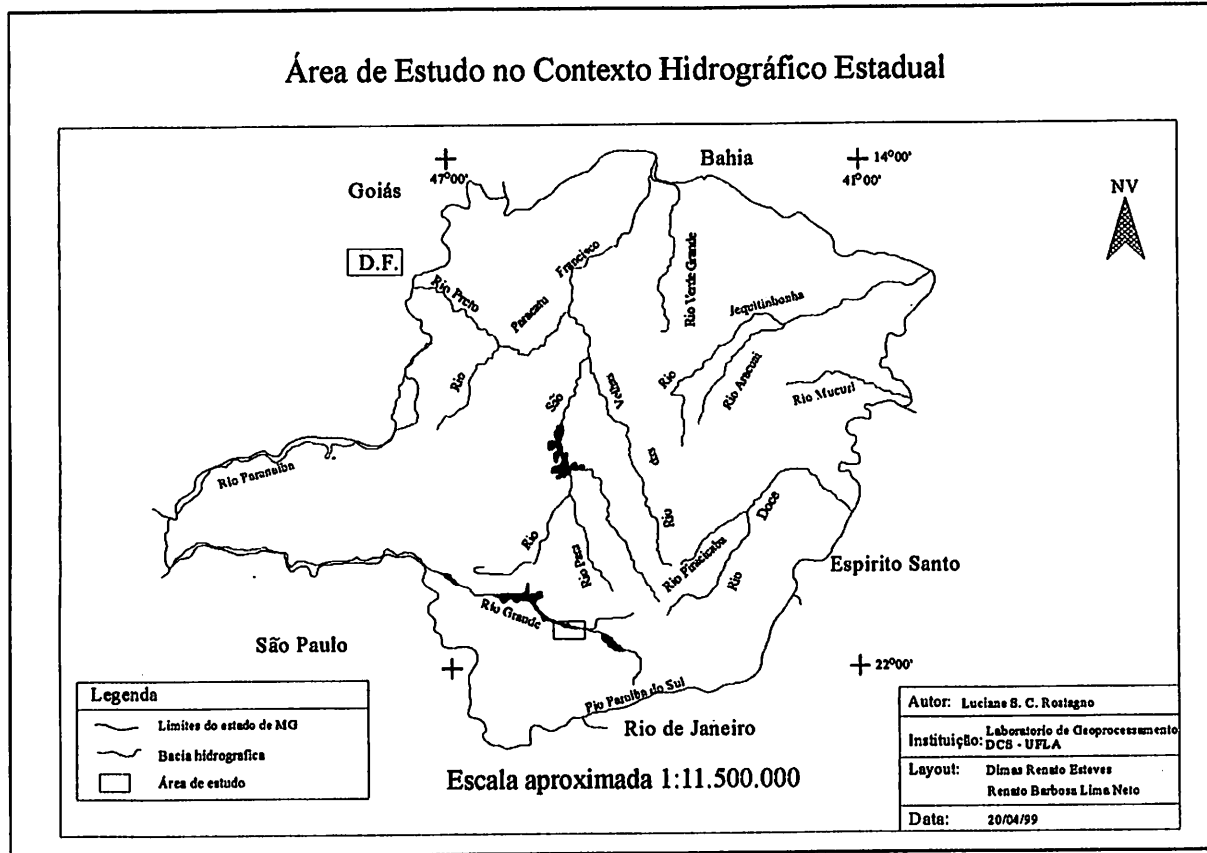 Área de Estudo no Contexto Hidrográfico Estadual
Bahia
14°00'
47°00'
41°00'
Goiás
NV
D.F.
Francisco
Rio Preto
Paracatu
Rio Verde Grande
Jequitinhonha
Rio
Rio
Rio Aracuai
Velhas
São
Rio Mucuri
das
Rio Paranaiba
Doce
Rio
Rio
Rio Pará
Rio Piracicaba
Rio
Espirito Santo
Rio Grande
São Paulo
22°00'
Rio Paraiba do Sul
Rio de Janeiro
Escala aproximada 1:11.500.000
Legenda
Limites do estado de MG
Bacia hidrografica
Área de estudo
Autor: Luciane S. C. Rostagno
Instituição: Laboratorio de Geoprocessamento
DCS - UFLA
Layout: Dimas Renato Esteves
Renato Barbosa Lima Neto
Data: 20/04/99